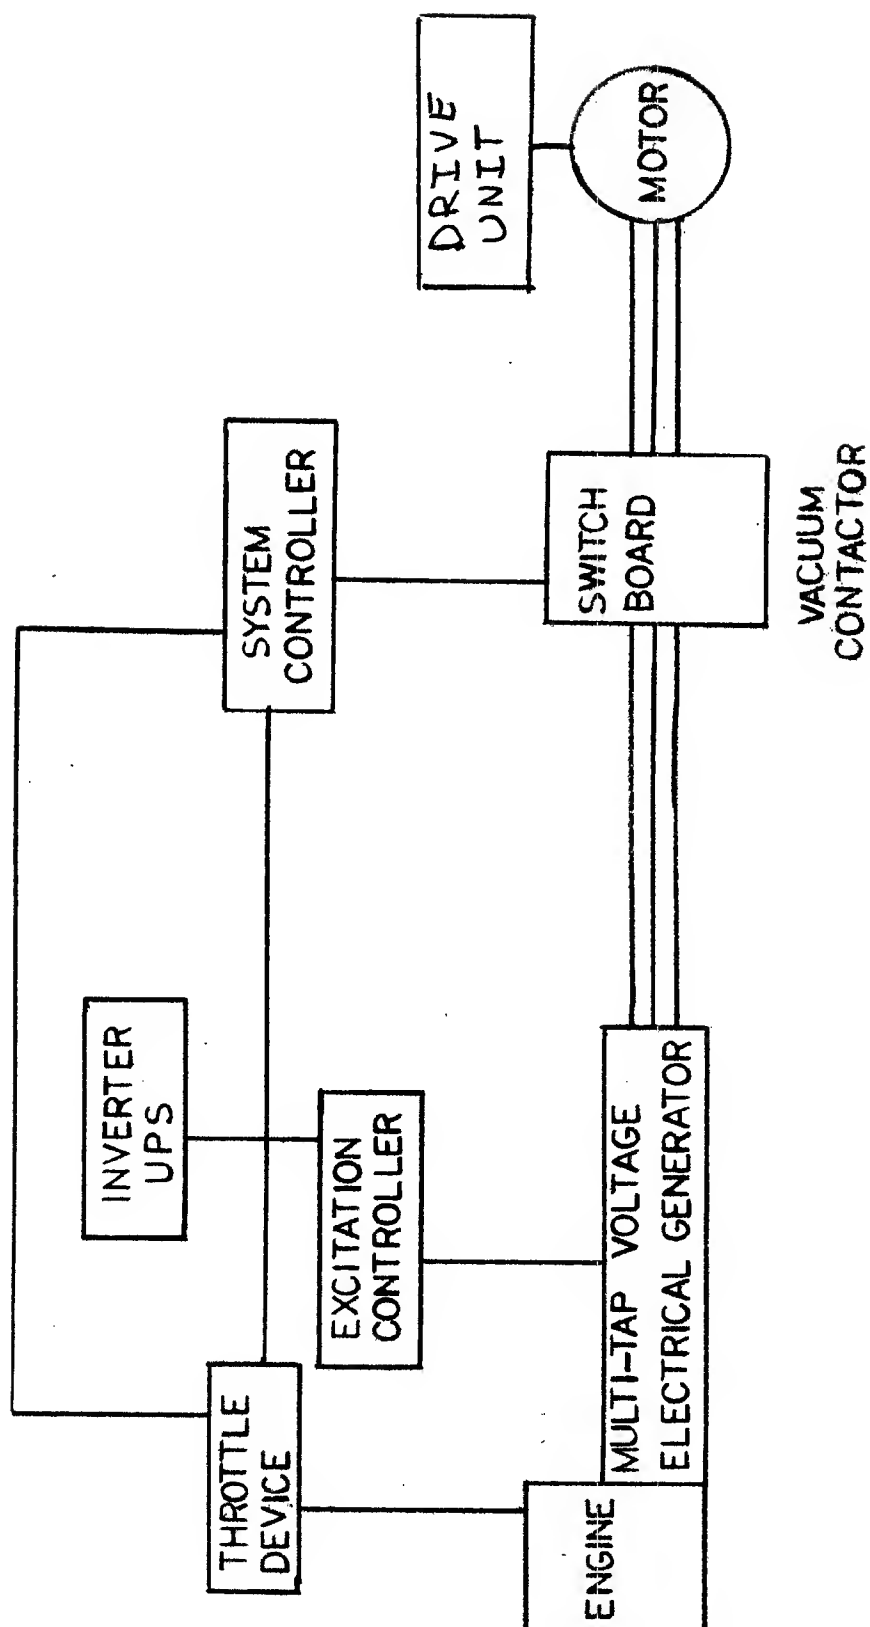 DRIVE
UNIT
MOTOR
SYSTEM
CONTROLLER
SWITCH
BOARD
VACUUM
CONTACTOR
INVERTER
UPS
EXCITATION
CONTROLLER
THROTTLE
DEVICE
MULTI-TAP VOLTAGE
ELECTRICAL GENERATOR
ENGINE